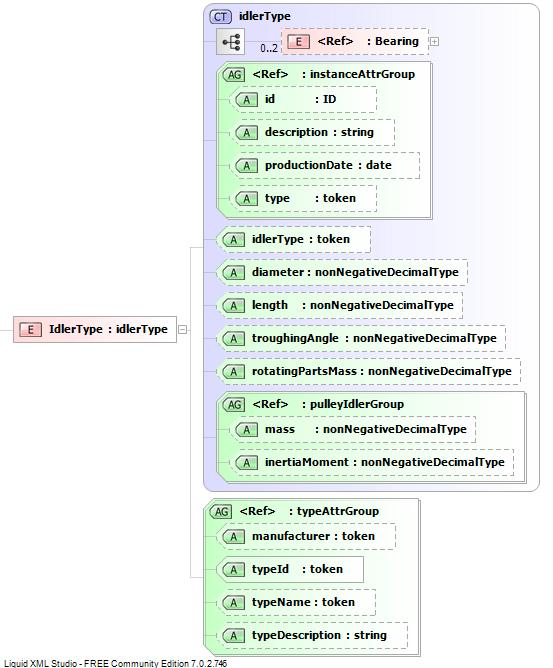 CT idlerType
0..2 E <Ref> : Bearing
AG <Ref> : instanceAttrGroup
A id : ID
A description : string
A productionDate : date
A type : token
A idlerType : token
A diameter : nonNegativeDecimalType
A length : nonNegativeDecimalType
E IdlerType : idlerType
A troughingAngle : nonNegativeDecimalType
A rotatingPartsMass : nonNegativeDecimalType
AG <Ref> : pulleyIdlerGroup
A mass : nonNegativeDecimalType
A inertiaMoment : nonNegativeDecimalType
AG <Ref> : typeAttrGroup
A manufacturer : token
A typeId : token
A typeName : token
A typeDescription : string
Liquid XML Studio - FREE Community Edition 7.0.2.746